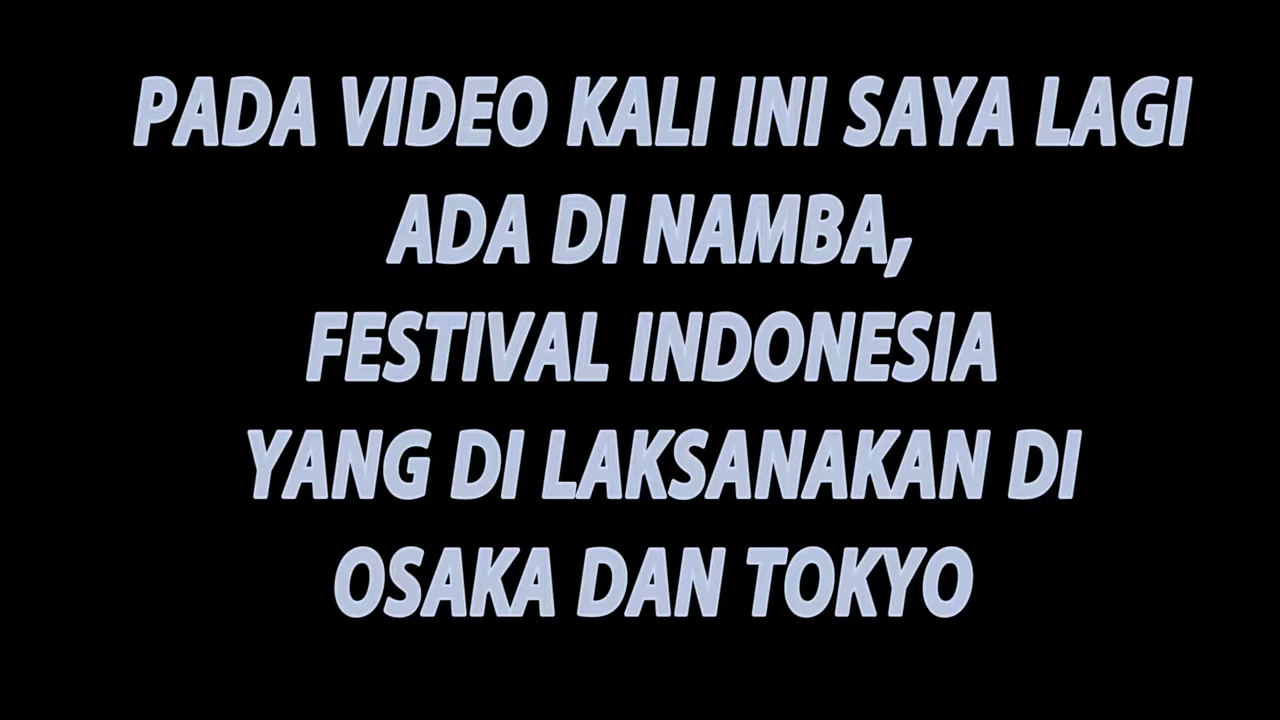 PADA VIDEO KALI INI SAYA LAGI
ADA DI NAMBA,
FESTIVAL INDONESIA
YANG DI LAKSANAKAN DI
OSAKA DAN TOKYO